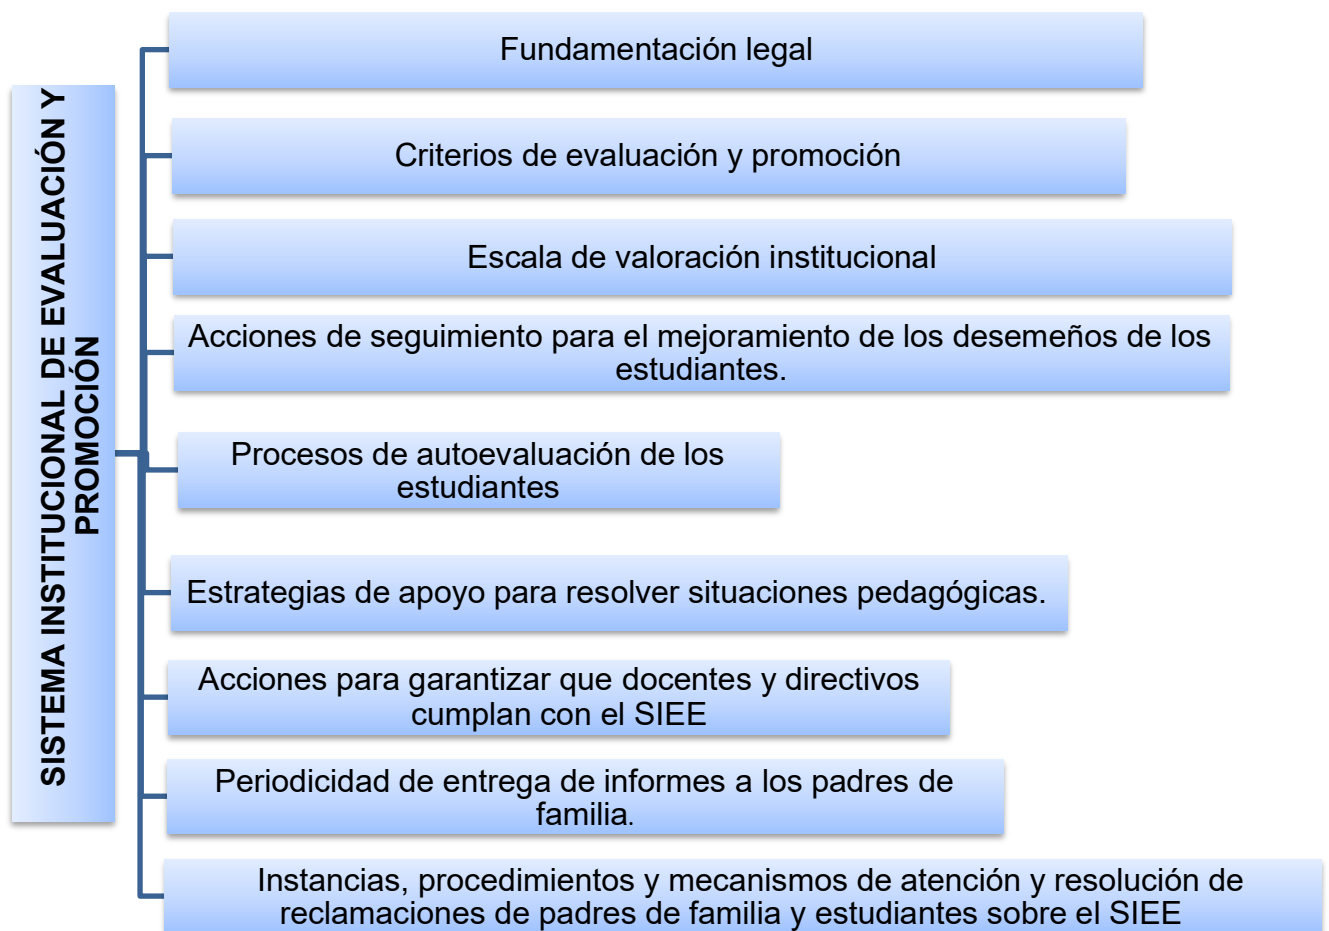 SISTEMA INSTITUCIONAL DE EVALUACIÓN Y
PROMOCIÓN
Fundamentación legal
Criterios de evaluación y promoción
Escala de valoración institucional
Acciones de seguimiento para el mejoramiento de los desemeños de los
estudiantes.
Procesos de autoevaluación de los
estudiantes
Estrategias de apoyo para resolver situaciones pedagógicas.
Acciones para garantizar que docentes y directivos
cumplan con el SIEE
Periodicidad de entrega de informes a los padres de
familia.
Instancias, procedimientos y mecanismos de atención y resolución de
reclamaciones de padres de familia y estudiantes sobre el SIEE